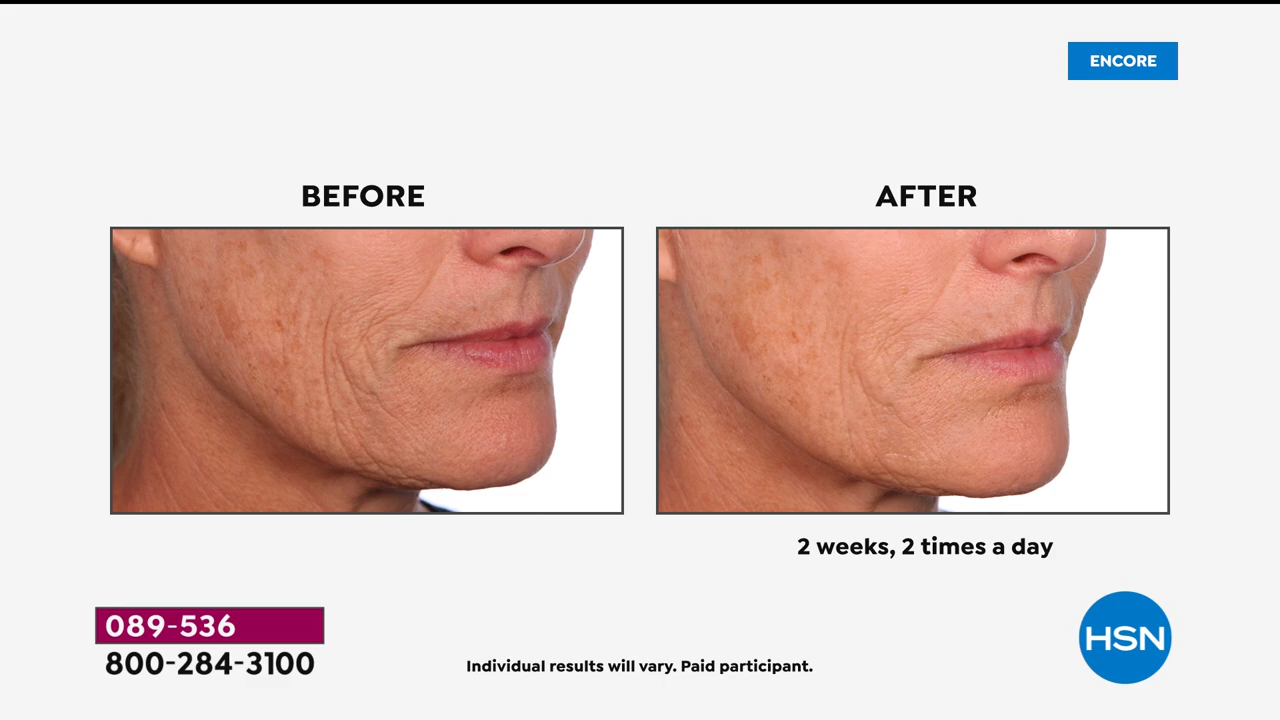 ENCORE
BEFORE
AFTER
2 weeks, 2 times a day
089-536
800-284-3100
Individual results will vary. Paid participant.
HSN